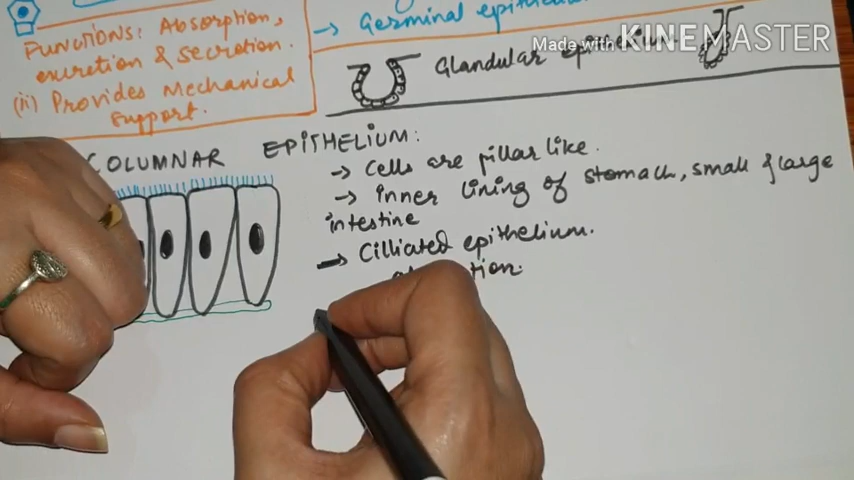 Functions: Absorption,
excretion & secretion.
(ii) Provides Mechanical
support.
→ Germinal
Made with KINEMASTER
Glandular
COLUMNAR EPITHELIUM:
→ Cells are pillar like.
→ inner lining of stomach, small & large
intestine
→ Cilliated epithelium.